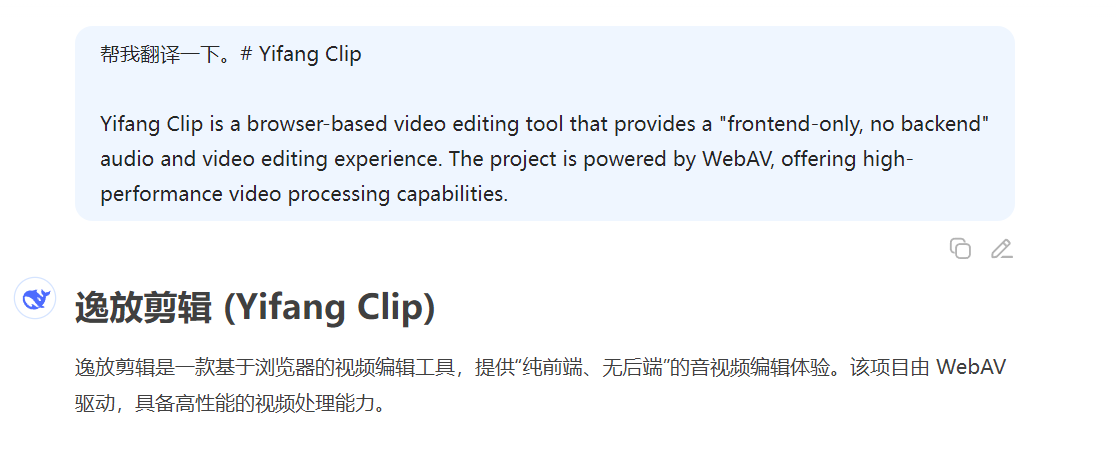 帮我翻译一下。# Yifang Clip
Yifang Clip is a browser-based video editing tool that provides a "frontend-only, no backend"
audio and video editing experience. The project is powered by WebAV, offering high-
performance video processing capabilities.
逸放剪辑 (Yifang Clip)
逸放剪辑是一款基于浏览器的视频编辑工具，提供“纯前端、无后端”的音视频编辑体验。该项目由 WebAV
驱动，具备高性能的视频处理能力。